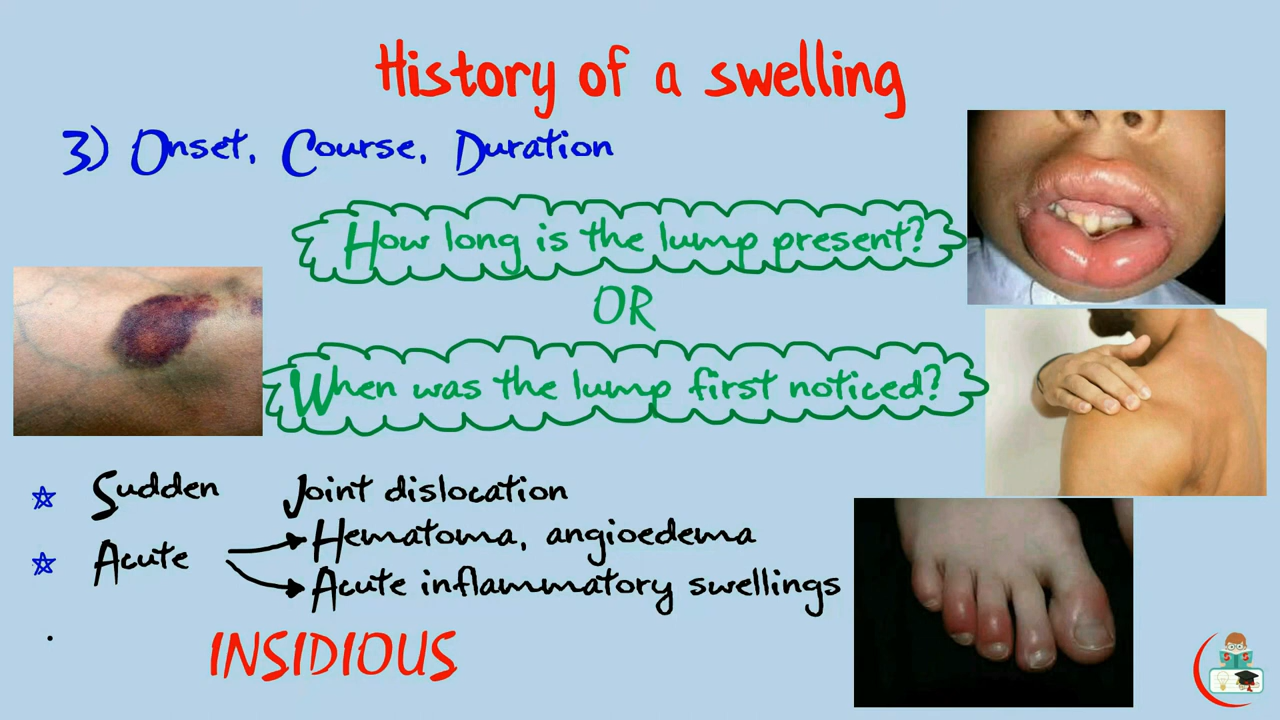 History of a swelling
3) Onset, Course, Duration
How long is the lump present?
OR
When was the lump first noticed?
Sudden Joint dislocation
Acute Hematoma, angioedema
Acute inflammatory swellings
INSIDIOUS